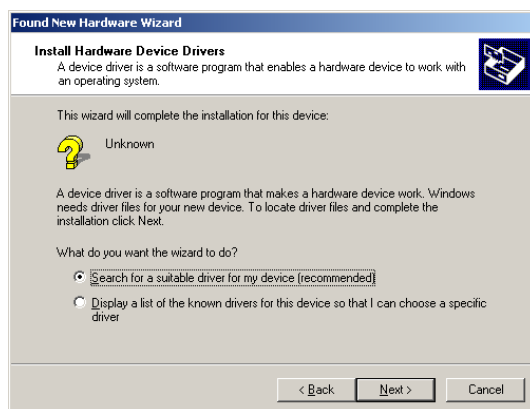 Found New Hardware Wizard
Install Hardware Device Drivers
A device driver is a software program that enables a hardware device to work with
an operating system.
This wizard will complete the installation for this device:
Unknown
A device driver is a software program that makes a hardware device work. Windows
needs driver files for your new device. To locate driver files and complete the
installation click Next.
What do you want the wizard to do?
Search for a suitable driver for my device (recommended)
Display a list of the known drivers for this device so that I can choose a specific
driver
< Back Next > Cancel